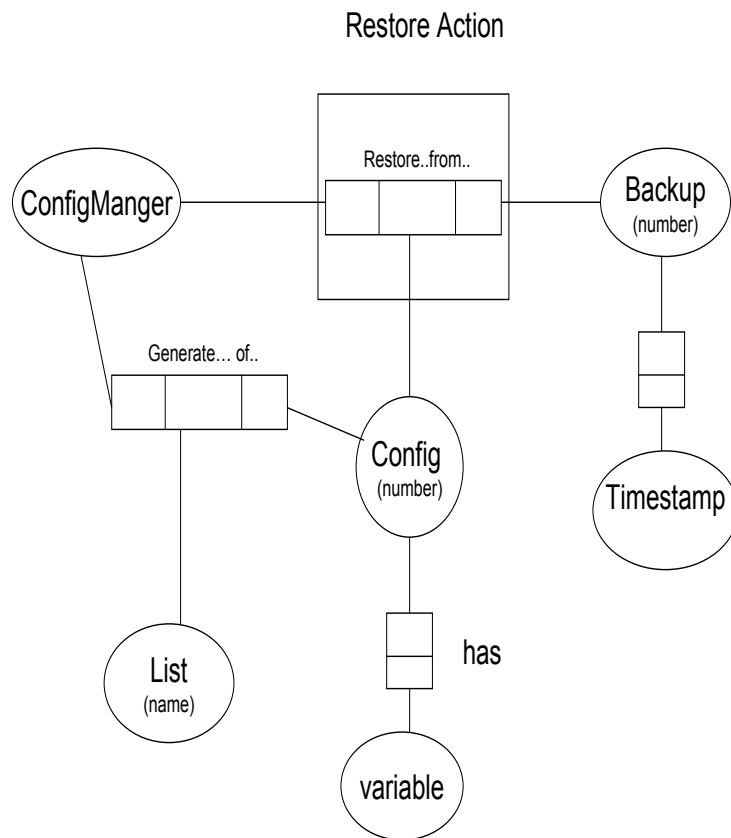 Restore Action
Restore..from..
ConfigManger
Backup
(number)
Generate... of..
Config
(number)
Timestamp
List
(name)
has
variable